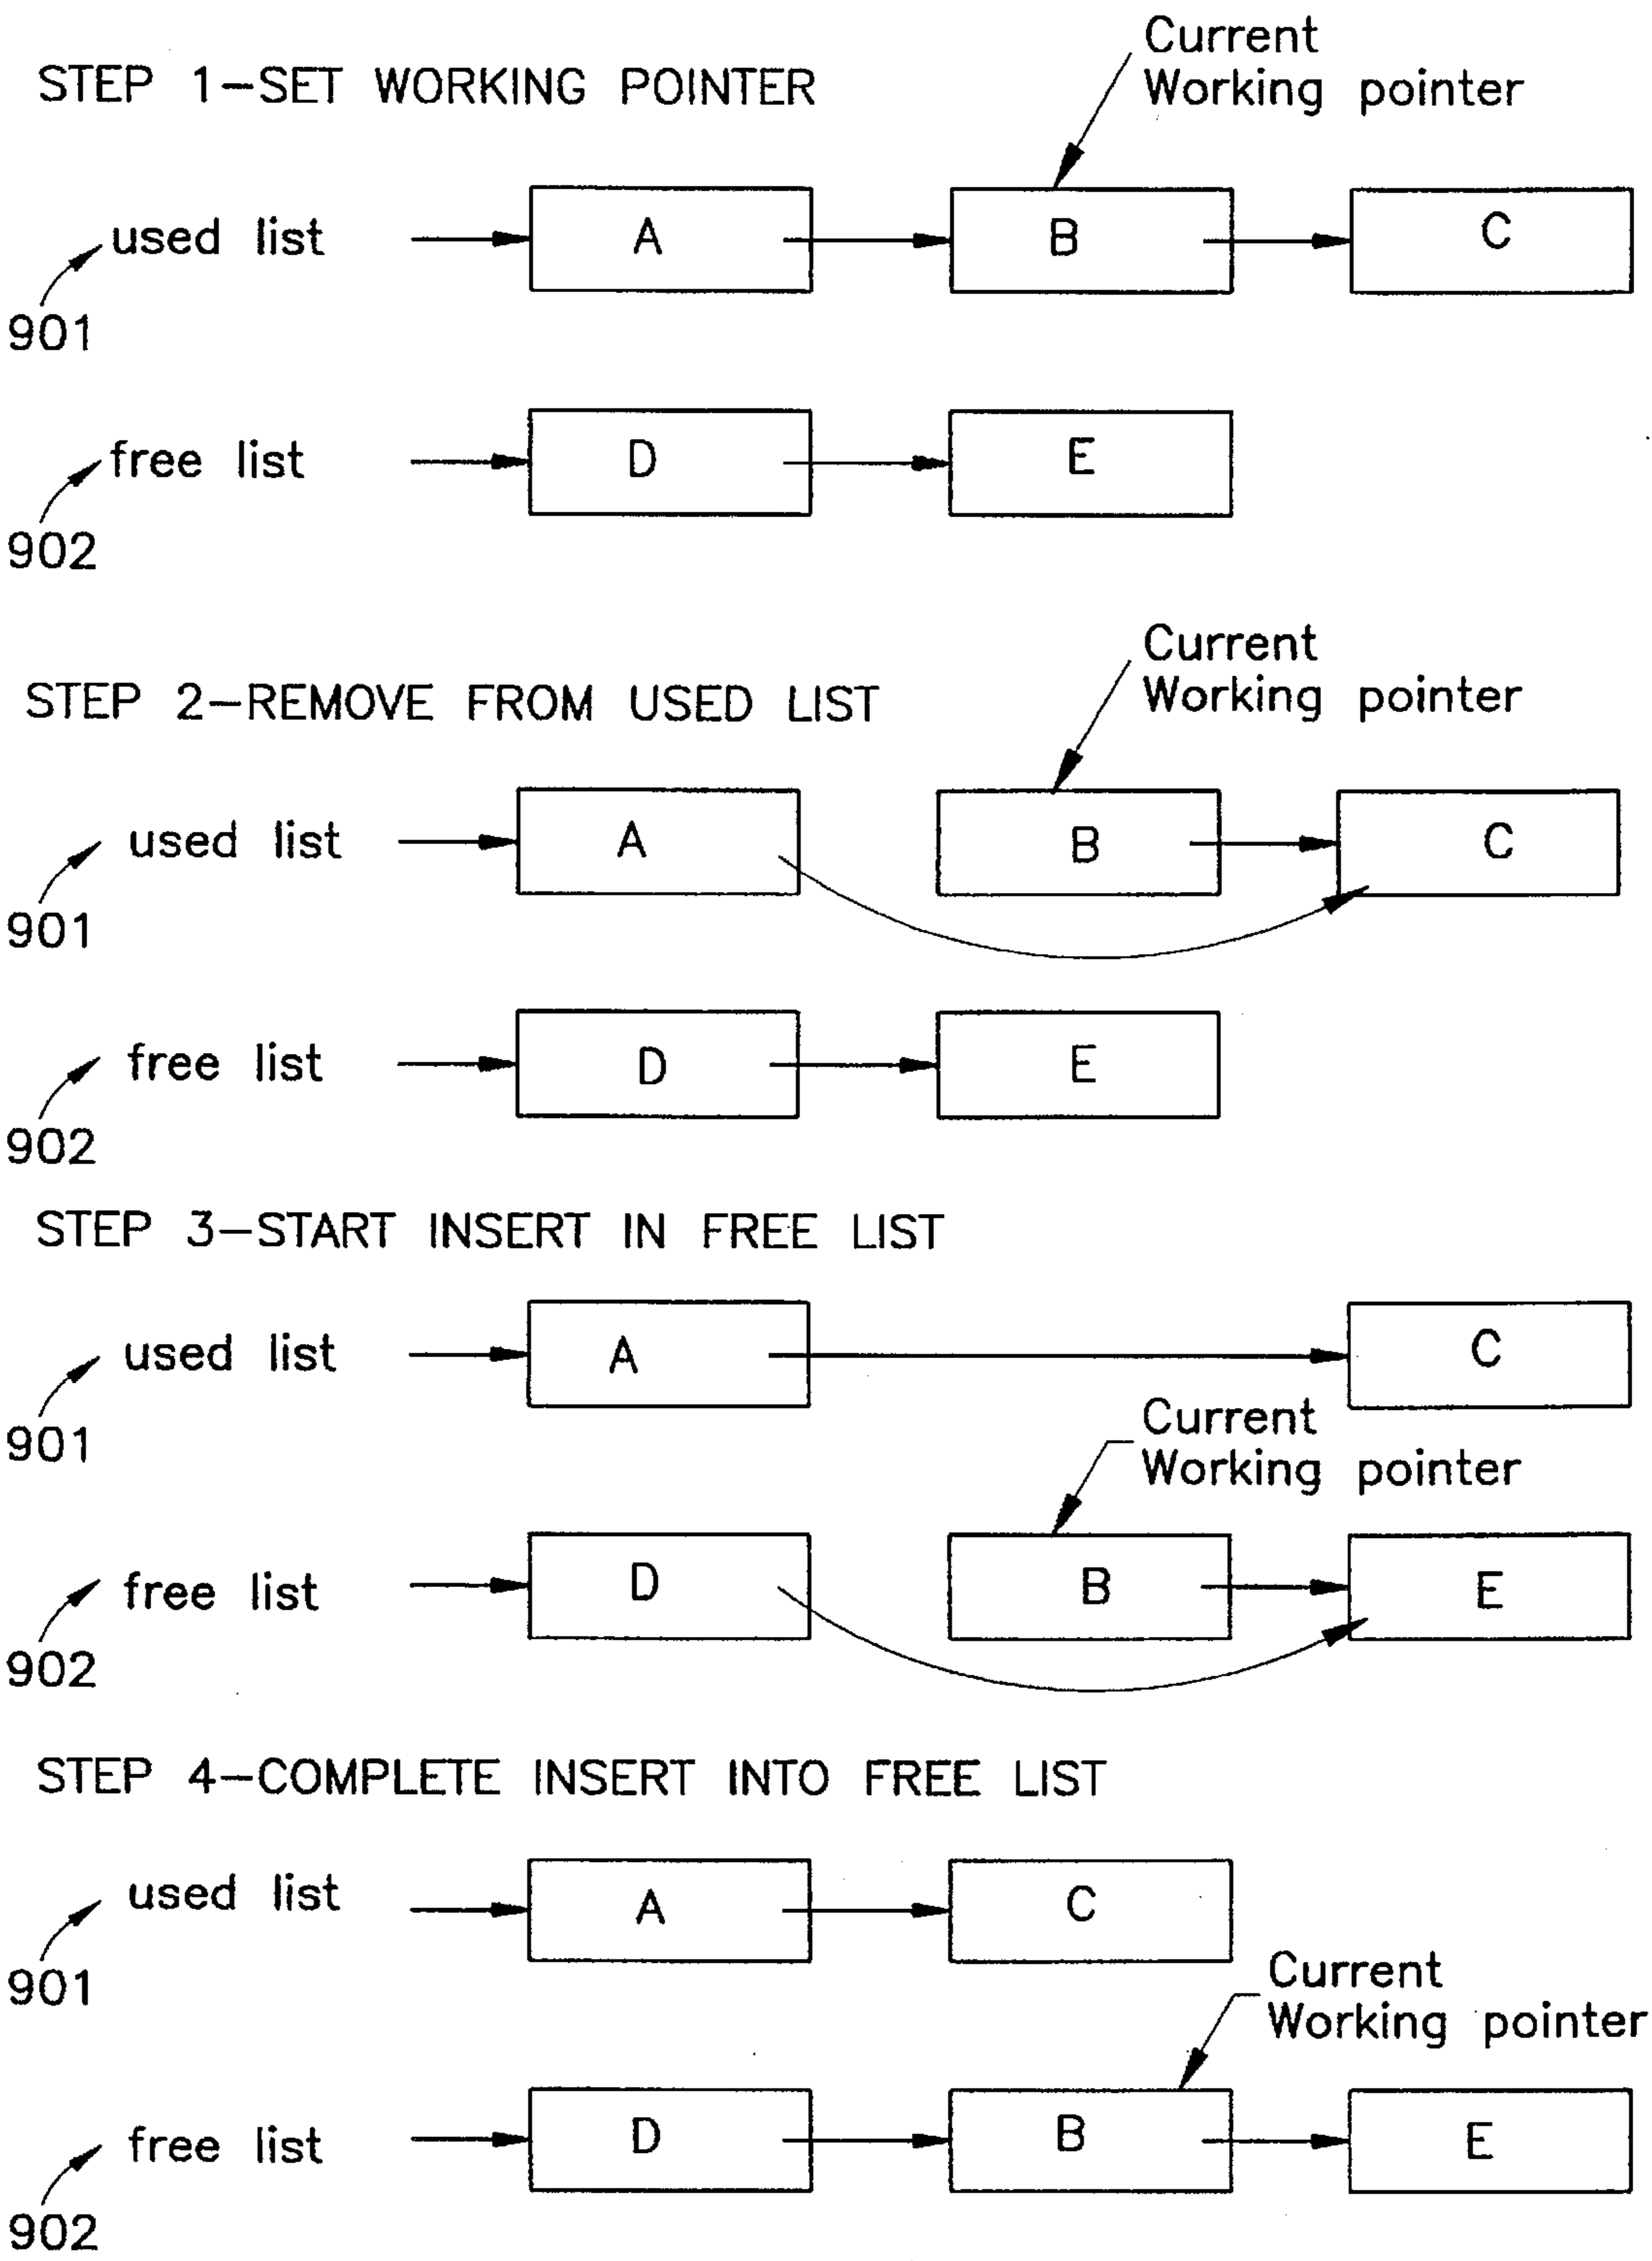 Current
Working pointer
STEP 1-SET WORKING POINTER
used list
A
B
C
901
free list
D
E
902
Current
Working pointer
STEP 2-REMOVE FROM USED LIST
used list
A
B
C
901
free list
D
E
902
STEP 3-START INSERT IN FREE LIST
used list
A
C
901
Current
Working pointer
free list
D
B
E
902
STEP 4-COMPLETE INSERT INTO FREE LIST
used list
A
C
901
Current
Working pointer
free list
D
B
E
902